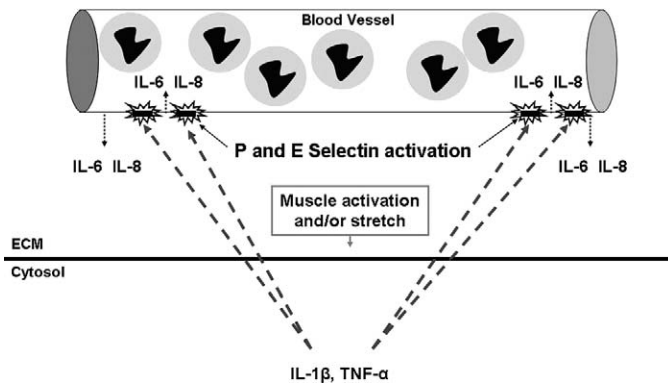 Blood Vessel
IL-6 IL-8
IL-6 IL-8
P and E Selectin activation
IL-6 IL-8
IL-6 IL-8
Muscle activation
and/or stretch
ECM
Cytosol
IL-1β, TNF-α